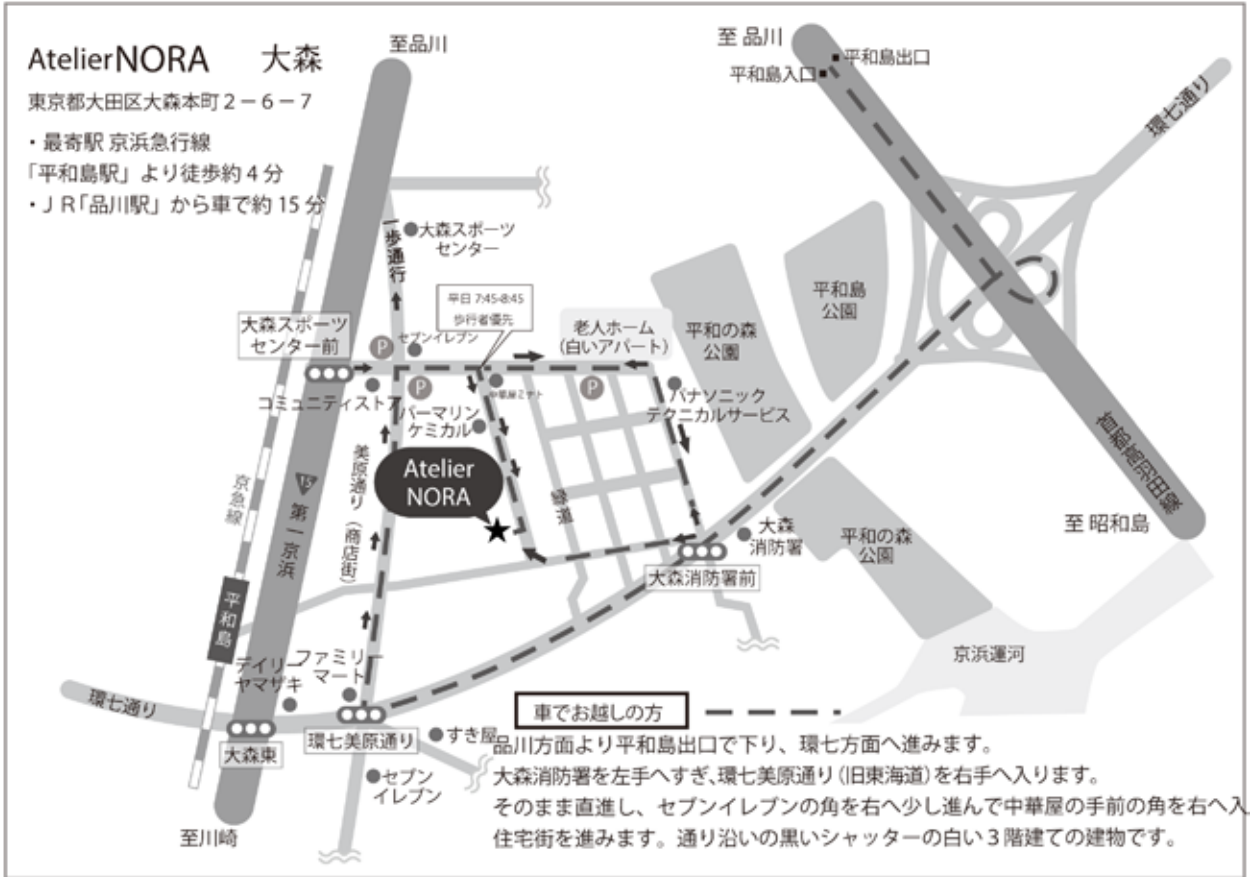 AtelierNORA 大森
東京都大田区大森本町2−6−7
・最寄駅 京浜急行線
「平和島駅」より徒歩約4分
・JR「品川駅」から車で約15分
至品川
至 品川
平和島出口
平和島入口
環七通り
一歩通行
大森スポーツ
センター
平日 7:45-8:45
歩行者優先
大森スポーツ
センター前
P
セブンイレブン
老人ホーム
(白いアパート)
平和の森
公園
平和島
公園
P
P
コミュニティストア
パーマリン
ケミカル
パナソニック
テクニカルサービス
Atelier
NORA
美原通り(商店街)
京急線
15
第一京浜
首都高羽田線
至 昭和島
大森
消防署
平和の森
公園
大森消防署前
平和島
京浜運河
デイリー
ヤマザキ
ファミリー
マート
環七通り
大森東
環七美原通り
すき屋
セブン
イレブン
至川崎
車でお越しの方
品川方面より平和島出口で下り、環七方面へ進みます。
大森消防署を左手へすぎ、環七美原通り(旧東海道)を右手へ入ります。
そのまま直進し、セブンイレブンの角を右へ少し進んで中華屋の手前の角を右へ入
住宅街を進みます。通り沿いの黒いシャッターの白い3階建ての建物です。